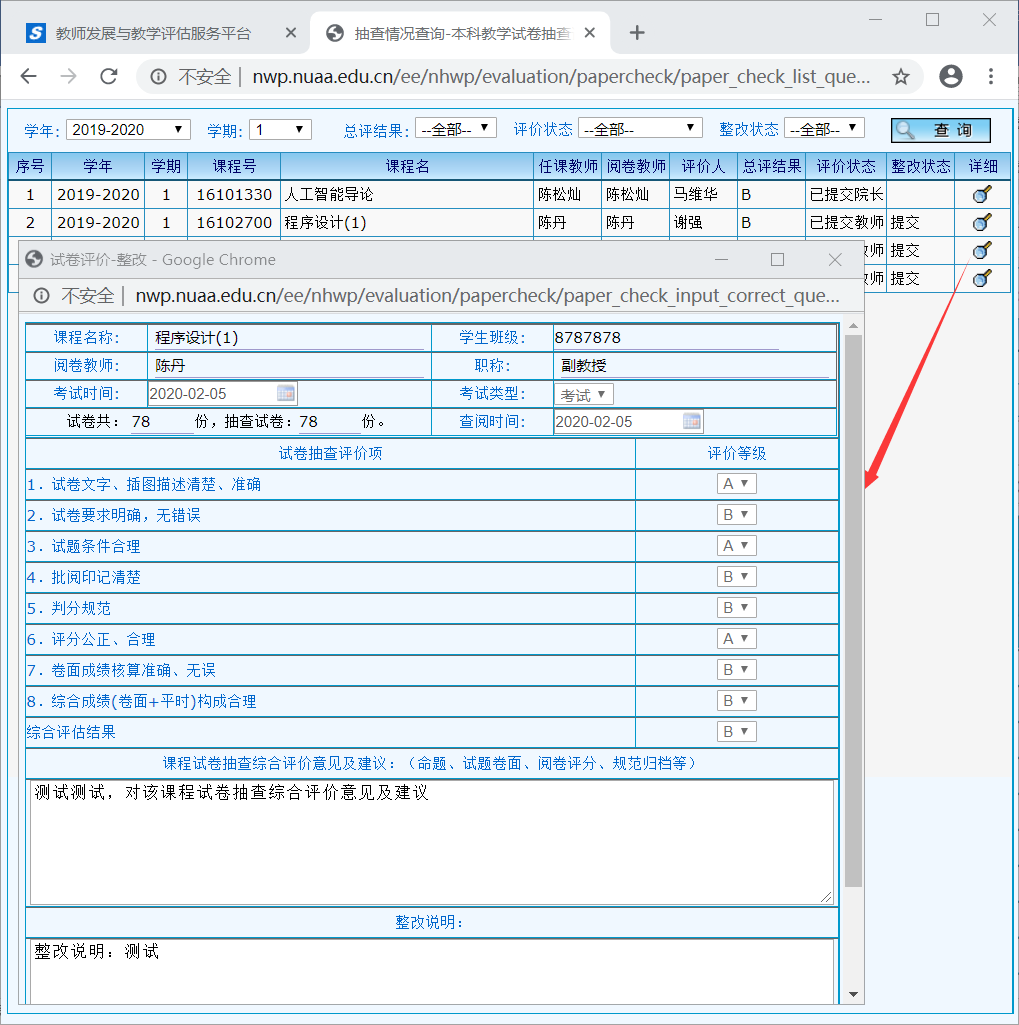 教师发展与教学评估服务平台
抽查情况查询-本科教学试卷抽查
不安全 | nwp.nuaa.edu.cn/ee/nhwp/evaluation/papercheck/paper_check_list_que...
学年: 2019-2020 学期: 1 总评结果: --全部-- 评价状态 --全部-- 整改状态 --全部-- 查 询
序号 学年 学期 课程号 课程名 任课教师 阅卷教师 评价人 总评结果 评价状态 整改状态 详细
1 2019-2020 1 16101330 人工智能导论 陈松灿 陈松灿 马维华 B 已提交院长
2 2019-2020 1 16102700 程序设计(1) 陈丹 陈丹 谢强 B 已提交教师 提交
教师 提交
教师 提交
试卷评价-整改 - Google Chrome
不安全 | nwp.nuaa.edu.cn/ee/nhwp/evaluation/papercheck/paper_check_input_correct_que...
课程名称: 程序设计(1) 学生班级: 8787878
阅卷教师: 陈丹 职称: 副教授
考试时间: 2020-02-05 考试类型: 考试
试卷共: 78 份，抽查试卷:78 份。 查阅时间: 2020-02-05
试卷抽查评价项 评价等级
1. 试卷文字、插图描述清楚、准确 A
2. 试卷要求明确，无错误 B
3. 试题条件合理 A
4. 批阅印记清楚 B
5. 判分规范 B
6. 评分公正、合理 A
7. 卷面成绩核算准确、无误 B
8. 综合成绩(卷面+平时)构成合理 B
综合评估结果 B
课程试卷抽查综合评价意见及建议:（命题、试题卷面、阅卷评分、规范归档等）
测试测试，对该课程试卷抽查综合评价意见及建议
整改说明:
整改说明: 测试